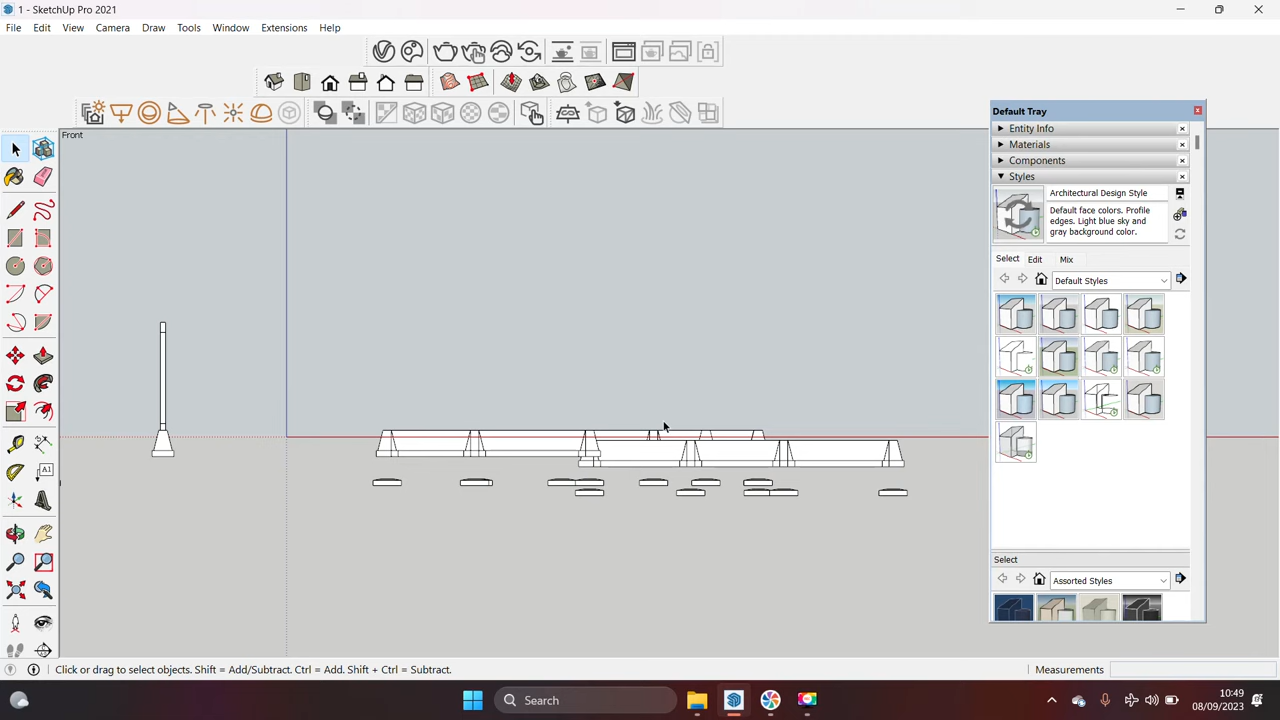 1 - SketchUp Pro 2021
File Edit View Camera Draw Tools Window Extensions Help
Front
Default Tray
Entity Info
Materials
Components
Styles
Architectural Design Style
Default face colors. Profile
edges. Light blue sky and
gray background color.
Select Edit Mix
Default Styles
A1
Select
Assorted Styles
Click or drag to select objects. Shift = Add/Subtract. Ctrl = Add. Shift + Ctrl = Subtract.
Measurements
Search
10:49
08/09/2023